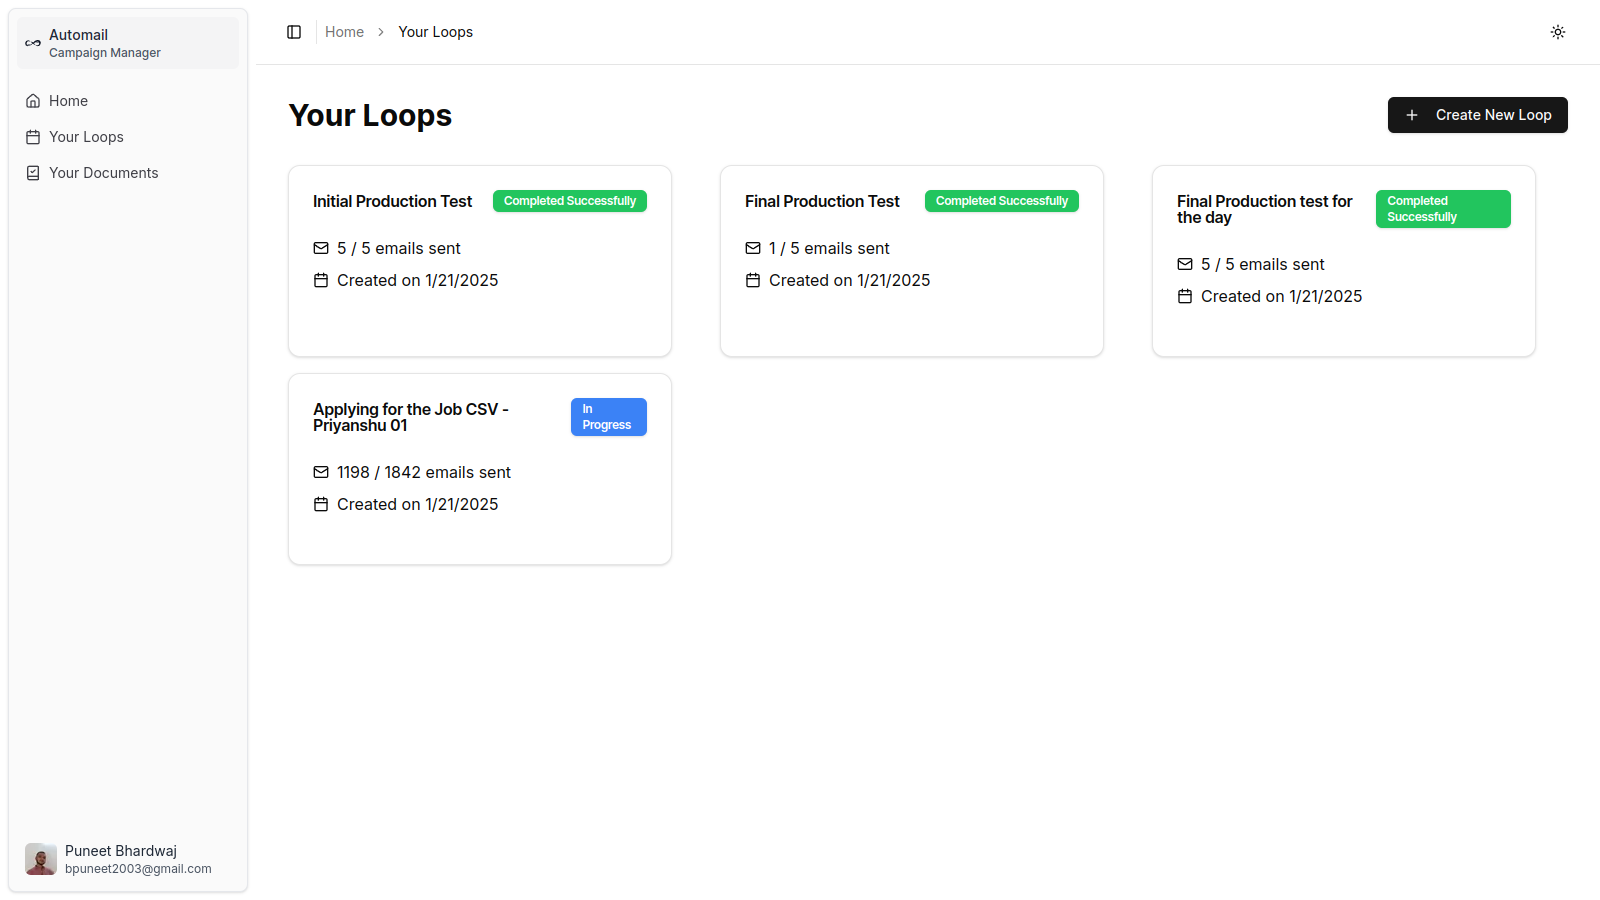 Automail
Campaign Manager
Home
Your Loops
Your Documents
Puneet Bhardwaj
bpuneet2003@gmail.com
Home > Your Loops
Your Loops
Create New Loop
Initial Production Test
Completed Successfully
5 / 5 emails sent
Created on 1/21/2025
Final Production Test
Completed Successfully
1 / 5 emails sent
Created on 1/21/2025
Final Production test for
the day
Completed
Successfully
5 / 5 emails sent
Created on 1/21/2025
Applying for the Job CSV -
Priyanshu 01
In
Progress
1198 / 1842 emails sent
Created on 1/21/2025